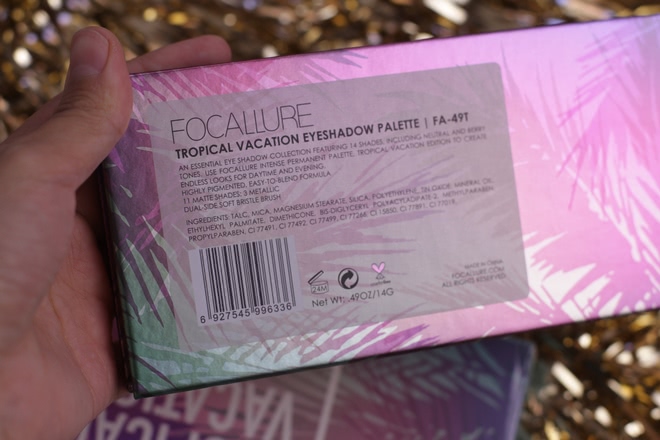 FOCALLURE
TROPICAL VACATION EYESHADOW PALETTE | FA-49T
AN ESSENTIAL EYE SHADOW COLLECTION FEATURING 14 SHADES, INCLUDING NEUTRAL AND BERRY
TONES. USE FOCALLURE INTENSE PERMANENT PALETTE, TROPICAL-VACATION EDITION TO CREATE
ENDLESS LOOKS FOR DAYTIME AND EVENING.
HIGHLY PIGMENTED, EASY-TO-BLEND FORMULA
11 MATTE SHADES; 3 METALLIC
DUAL-SIDE SOFT BRISTLE BRUSH
INGREDIENTS: TALC, MICA, MAGNESIUM STEARATE, SILICA, POLYETHYLENE, TIN OXIDE, MINERAL OIL,
ETHYLHEXYL PALMITATE, DIMETHICONE, BIS-DIGLYCERYL POLYACYLADIPATE-2, METHYLPARABEN,
PROPYLPARABEN, CI 77491, CI 77492, CI 77499, CI 77266, CI 15850, CI 77891, CI 77019.
6 927545 996336
24M
Net Wt: .49OZ/14G
MADE IN CHINA
FOCALLURE.COM
ALL RIGHTS RESERVED
VACATI